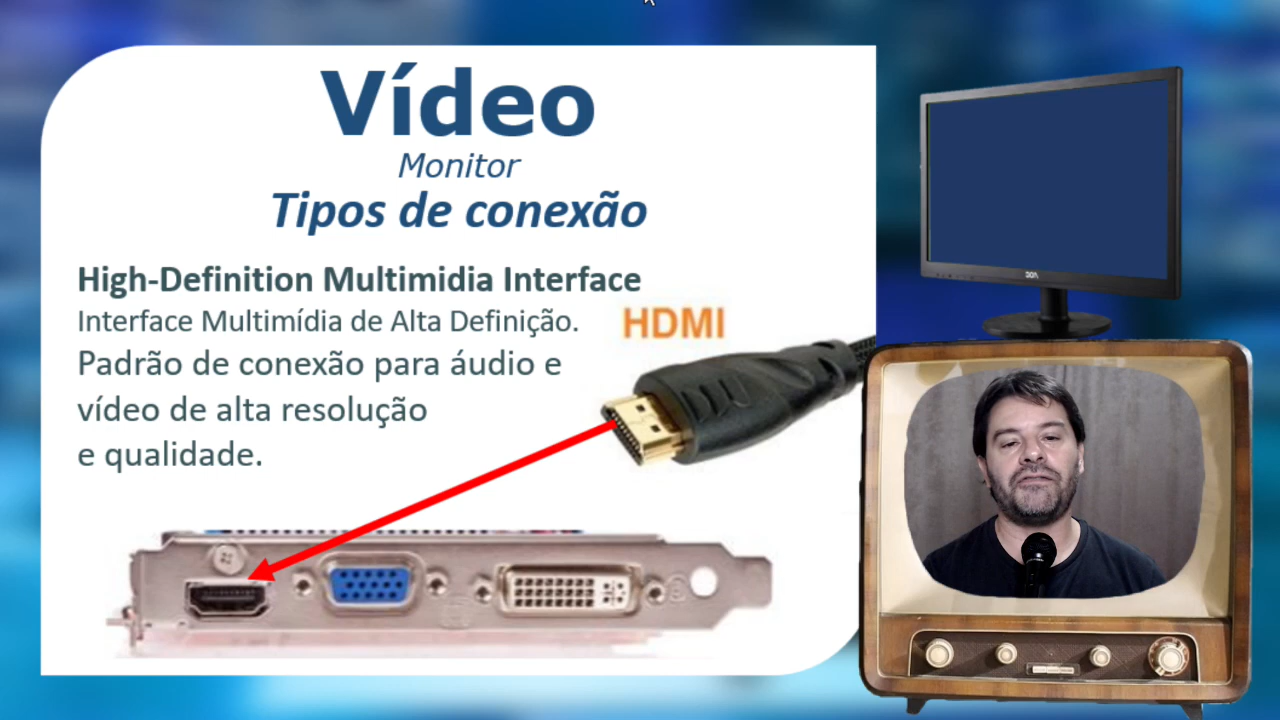 Vídeo
Monitor
Tipos de conexão
High-Definition Multimidia Interface
Interface Multimídia de Alta Definição.
HDMI
Padrão de conexão para áudio e
vídeo de alta resolução
e qualidade.